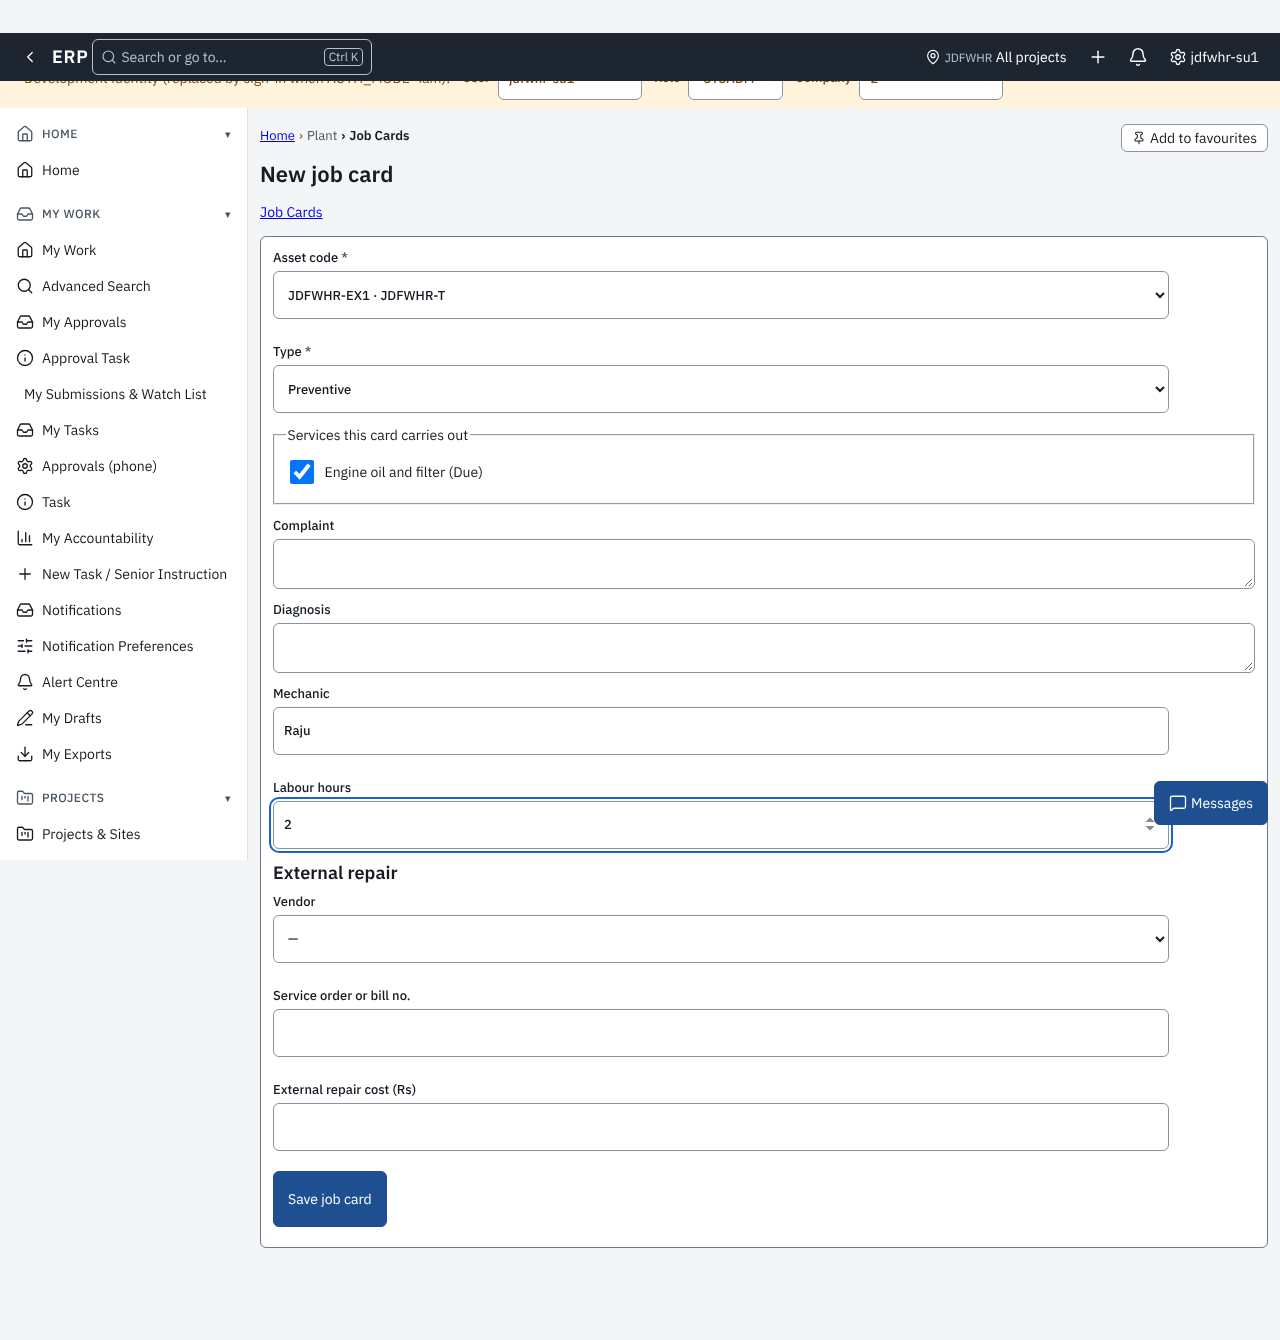 ERP
Search or go to...
Ctrl K
JDFWHR All projects
jdfwhr-su1
HOME
Home
MY WORK
My Work
Advanced Search
My Approvals
Approval Task
My Submissions & Watch List
My Tasks
Approvals (phone)
Task
My Accountability
New Task / Senior Instruction
Notifications
Notification Preferences
Alert Centre
My Drafts
My Exports
PROJECTS
Projects & Sites
Home › Plant › Job Cards
Add to favourites
New job card
Job Cards
Asset code *
JDFWHR-EX1 · JDFWHR-T
Type *
Preventive
Services this card carries out
Engine oil and filter (Due)
Complaint
Diagnosis
Mechanic
Raju
Labour hours
2
Messages
External repair
Vendor
—
Service order or bill no.
External repair cost (Rs)
Save job card